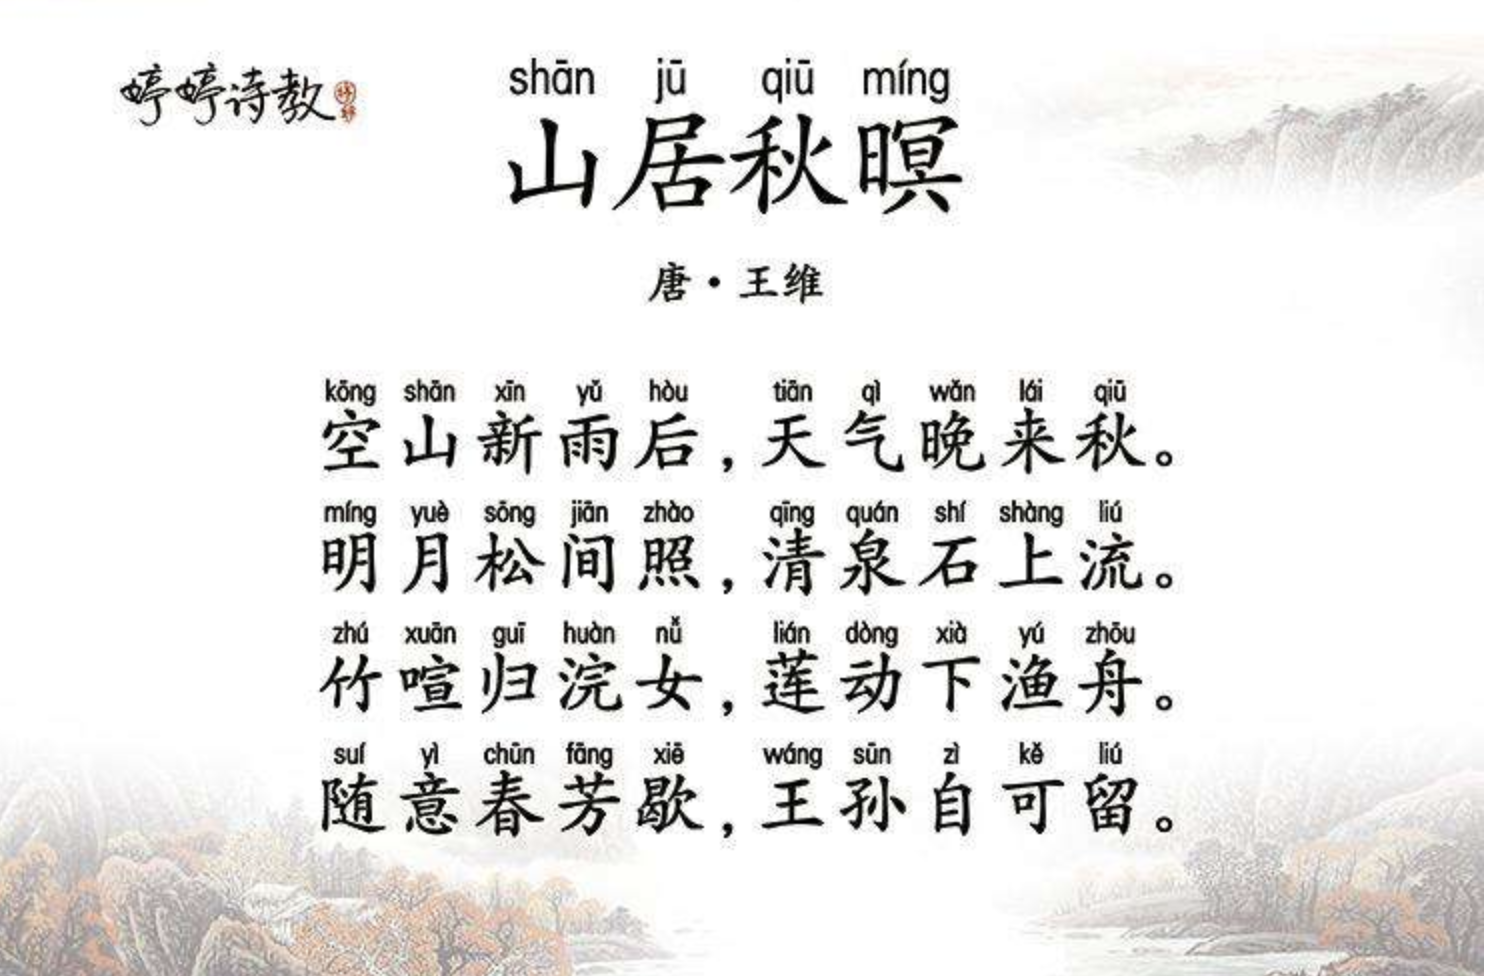 婷婷诗教
shān jū qiū míng
山居秋暝
唐·王维
kōng shān xīn yǔ hòu tiān qì wǎn lái qiū
空山新雨后,天气晚来秋。
míng yuè sōng jiān zhào qīng quán shí shàng liú
明月松间照,清泉石上流。
zhú xuān guī huàn nǚ lián dòng xià yú zhōu
竹喧归浣女,莲动下渔舟。
suí yì chūn fāng xiē wáng sūn zì kě liú
随意春芳歇,王孙自可留。